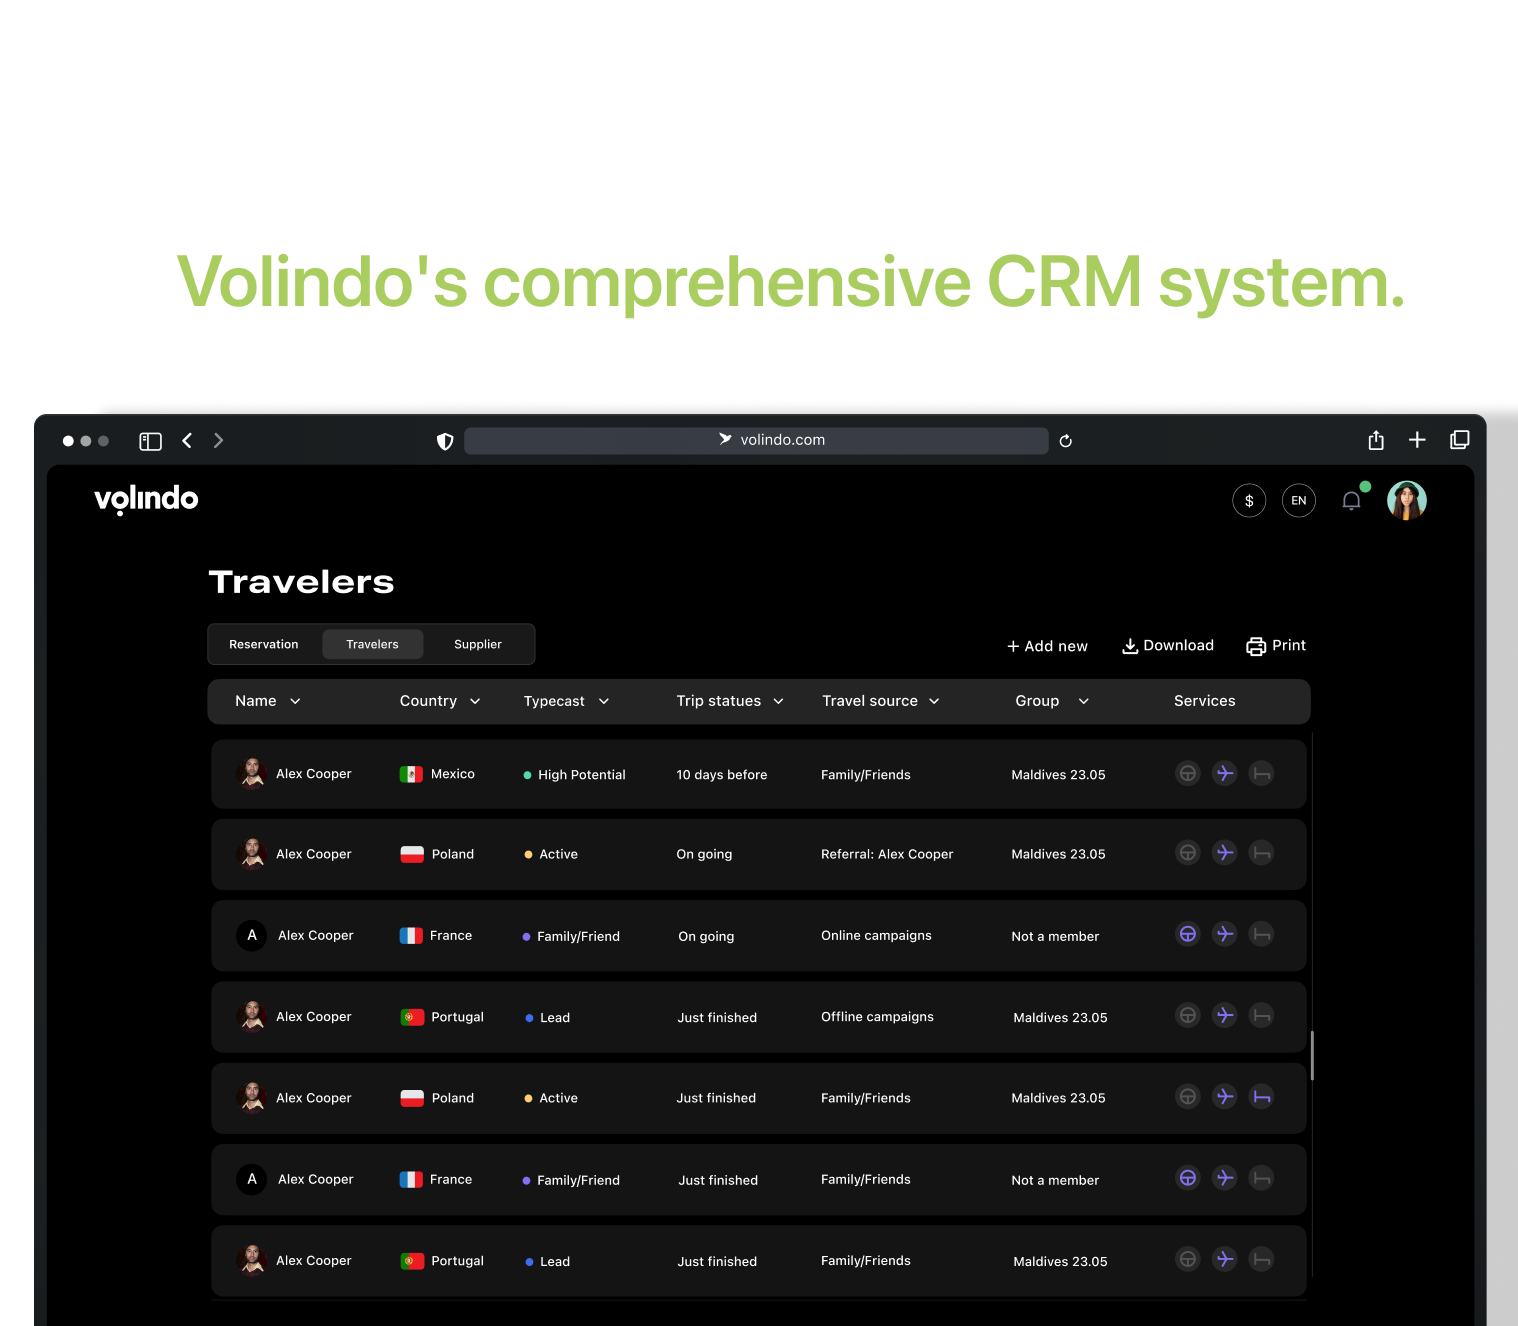 Volindo's comprehensive CRM system.
volindo.com
volindo
$ EN
Travelers
Reservation Travelers Supplier
+ Add new Download Print
Name Country Typecast Trip statues Travel source Group Services
Alex Cooper Mexico High Potential 10 days before Family/Friends Maldives 23.05
Alex Cooper Poland Active On going Referral: Alex Cooper Maldives 23.05
A Alex Cooper France Family/Friend On going Online campaigns Not a member
Alex Cooper Portugal Lead Just finished Offline campaigns Maldives 23.05
Alex Cooper Poland Active Just finished Family/Friends Maldives 23.05
A Alex Cooper France Family/Friend Just finished Family/Friends Not a member
Alex Cooper Portugal Lead Just finished Family/Friends Maldives 23.05